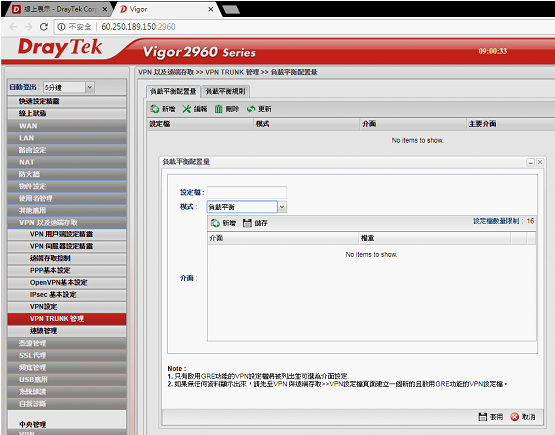 線上展示 - DrayTek Corp
Vigor
不安全 | 60.250.189.150:2960
DrayTek
Vigor2960 Series
09:00:33
自動登出: 5分鐘
快速設定精靈
線上狀態
WAN
LAN
路由設定
NAT
防火牆
物件設定
使用者管理
其他應用
VPN 以及遠端存取
VPN 用戶端設定精靈
VPN 伺服器設定精靈
遠端存取控制
PPP基本設定
OpenVPN基本設定
IPsec 基本設定
VPN設定
VPN TRUNK 管理
連線管理
憑證管理
SSL代理
頻寬管理
USB應用
系統維護
自我診斷
中央管理
VPN
VPN 以及遠端存取 >> VPN TRUNK 管理 >> 負載平衡配置量
負載平衡配置量 負載平衡規則
新增 編輯 刪除 更新
設定檔 模式 介面 主要介面
No items to show.
負載平衡配置量
設定檔 :
模式 : 負載平衡
新增 儲存 設定檔數量限制 : 16
介面 權重
No items to show.
介面 :
Note :
1. 只有啟用GRE功能的VPN設定檔將被列出並可選為介面設定.
2. 如果無任何資料顯示出來，請先至VPN 與遠端存取>>VPN設定檔頁面建立一個新的且啟用GRE功能的VPN設定檔。
套用 取消